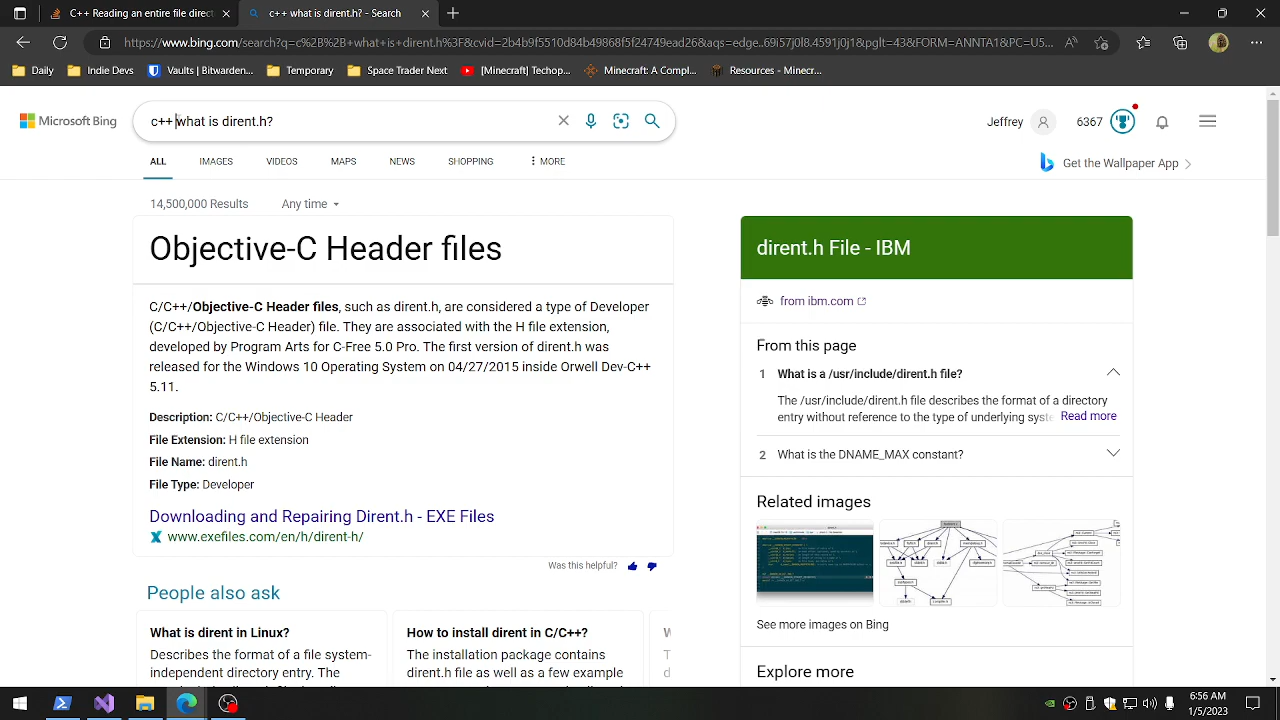 C++ Reading an entire director
c++ what is dirent.h? - Search
https://www.bing.com/search?q=c%2B%2B+what+is+dirent.h%3F&cvid=2b4b9f5510d84b49868f5f24749ead26&aqs=edge..69i57j0l8.4591j0j1&pglt=43&FORM=ANNTA1&PC=U5...
Daily
Indie Devs
Vaults | Bitwarden...
Temporary
Space Trader Next
[Minecraft] Techop...
Minecraft: A Compl...
Resources - Minecr...
Microsoft Bing
c++ what is dirent.h?
Jeffrey
6367
ALL
IMAGES
VIDEOS
MAPS
NEWS
SHOPPING
MORE
Get the Wallpaper App
14,500,000 Results
Any time
Objective-C Header files
C/C++/Objective-C Header files, such as dirent.h, are considered a type of Developer
(C/C++/Objective-C Header) file. They are associated with the H file extension,
developed by Program Arts for C-Free 5.0 Pro. The first version of dirent.h was
released for the Windows 10 Operating System on 04/27/2015 inside Orwell Dev-C++
5.11.
Description: C/C++/Objective-C Header
File Extension: H file extension
File Name: dirent.h
File Type: Developer
Downloading and Repairing Dirent.h - EXE Files
www.exefiles.com/en/h/dirent-h/
Was this helpful?
People also ask
What is dirent in Linux?
Describes the format of a file system-
independent directory entry. The
How to install dirent in C/C++?
The installation package contains
dirent.h file as well as a few example
dirent.h File - IBM
from ibm.com
From this page
1 What is a /usr/include/dirent.h file?
The /usr/include/dirent.h file describes the format of a directory
entry without reference to the type of underlying syste Read more
2 What is the DNAME_MAX constant?
Related images
See more images on Bing
Explore more
6:56 AM
1/5/2023